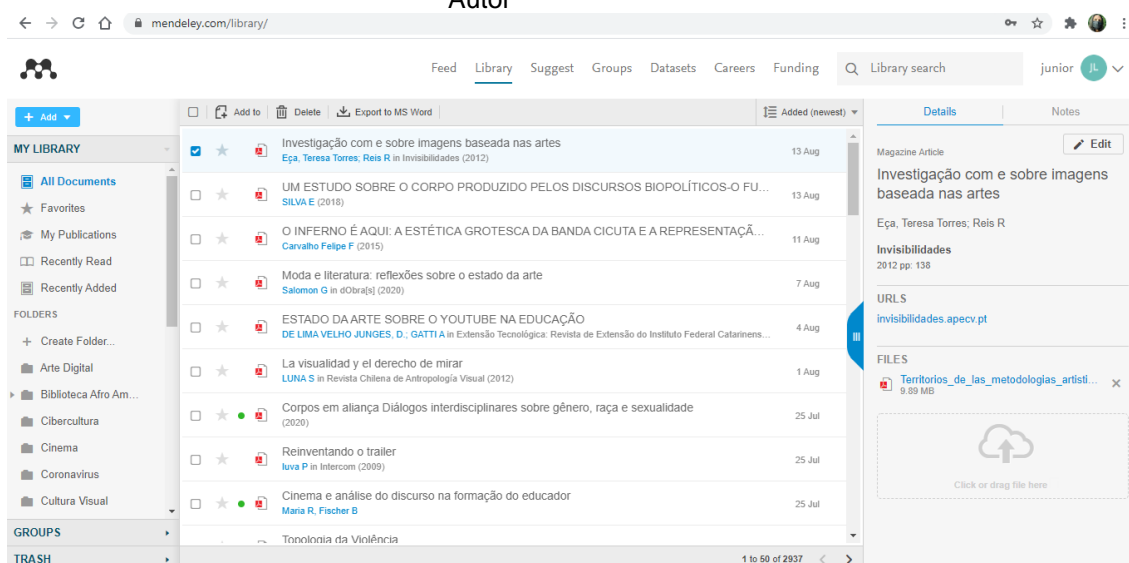 Autor
mendeley.com/library/
Feed Library Suggest Groups Datasets Careers Funding Library search junior JL
Add
Add to Delete Export to MS Word Added (newest)
Details Notes
MY LIBRARY
All Documents
Favorites
My Publications
Recently Read
Recently Added
FOLDERS
+ Create Folder...
Arte Digital
Biblioteca Afro Am...
Cibercultura
Cinema
Coronavirus
Cultura Visual
GROUPS
TRASH
Investigação com e sobre imagens baseada nas artes
Eça, Teresa Torres; Reis R in Invisibilidades (2012)
13 Aug
UM ESTUDO SOBRE O CORPO PRODUZIDO PELOS DISCURSOS BIOPOLÍTICOS-O FU...
SILVA E (2018)
13 Aug
O INFERNO É AQUI: A ESTÉTICA GROTESCA DA BANDA CICUTA E A REPRESENTAÇÃ...
Carvalho Felipe F (2015)
11 Aug
Moda e literatura: reflexões sobre o estado da arte
Salomon G in dObra[s] (2020)
7 Aug
ESTADO DA ARTE SOBRE O YOUTUBE NA EDUCAÇÃO
DE LIMA VELHO JUNGES, D.; GATTI A in Extensão Tecnológica: Revista de Extensão do Instituto Federal Catarinens...
4 Aug
La visualidad y el derecho de mirar
LUNA S in Revista Chilena de Antropología Visual (2012)
1 Aug
Corpos em aliança Diálogos interdisciplinares sobre gênero, raça e sexualidade
(2020)
25 Jul
Reinventando o trailer
Iuva P in Intercom (2009)
25 Jul
Cinema e análise do discurso na formação do educador
Maria R, Fischer B
25 Jul
Topologia da Violência
1 to 50 of 2937
Edit
Magazine Article
Investigação com e sobre imagens
baseada nas artes
Eça, Teresa Torres; Reis R
Invisibilidades
2012 pp: 138
URLS
invisibilidades.apecv.pt
FILES
Territorios_de_las_metodologias_artisti...
9.89 MB
Click or drag file here